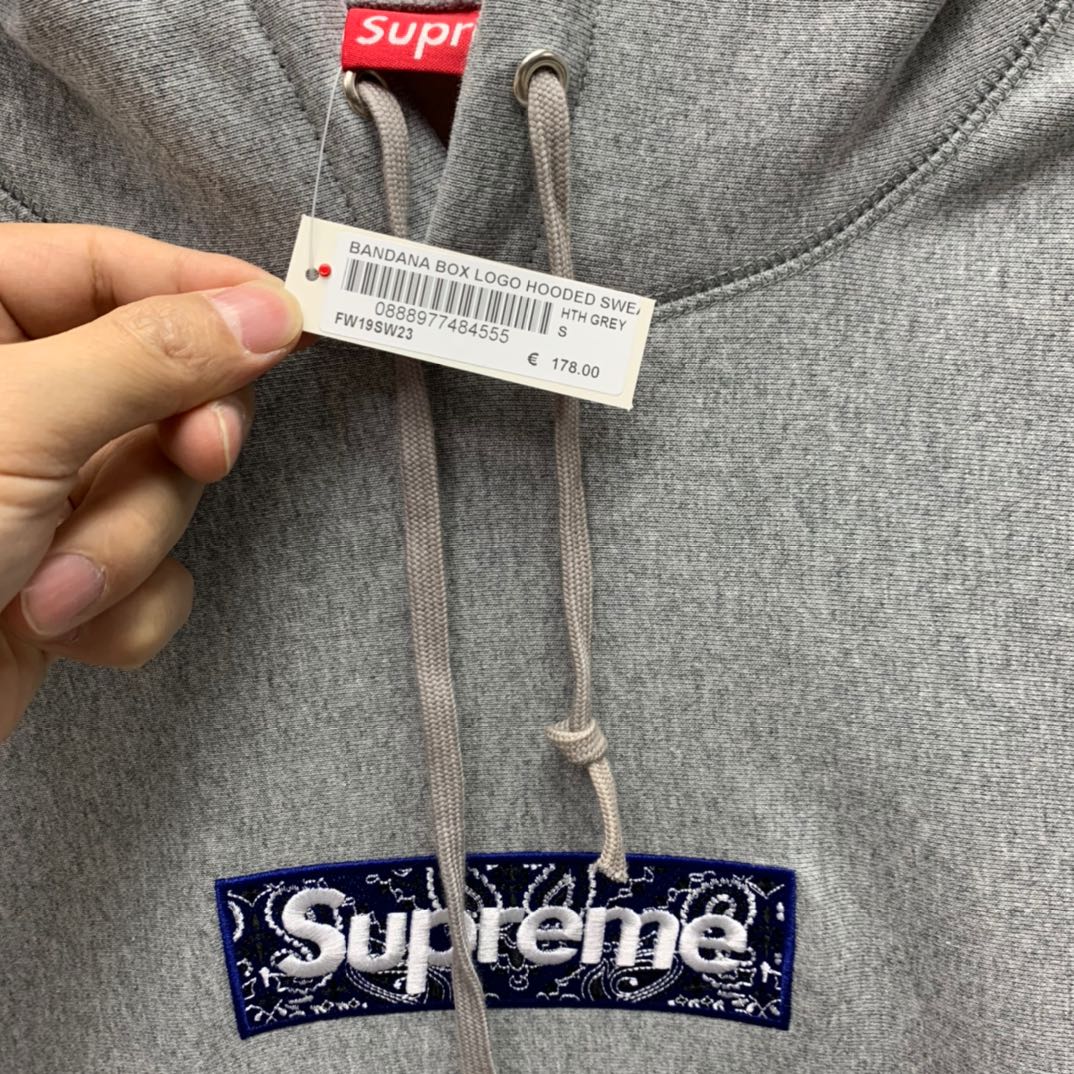 Supr
BANDANA BOX LOGO HOODED SWEA
HTH GREY
0888977484555
S
FW19SW23
€ 178.00
Supreme